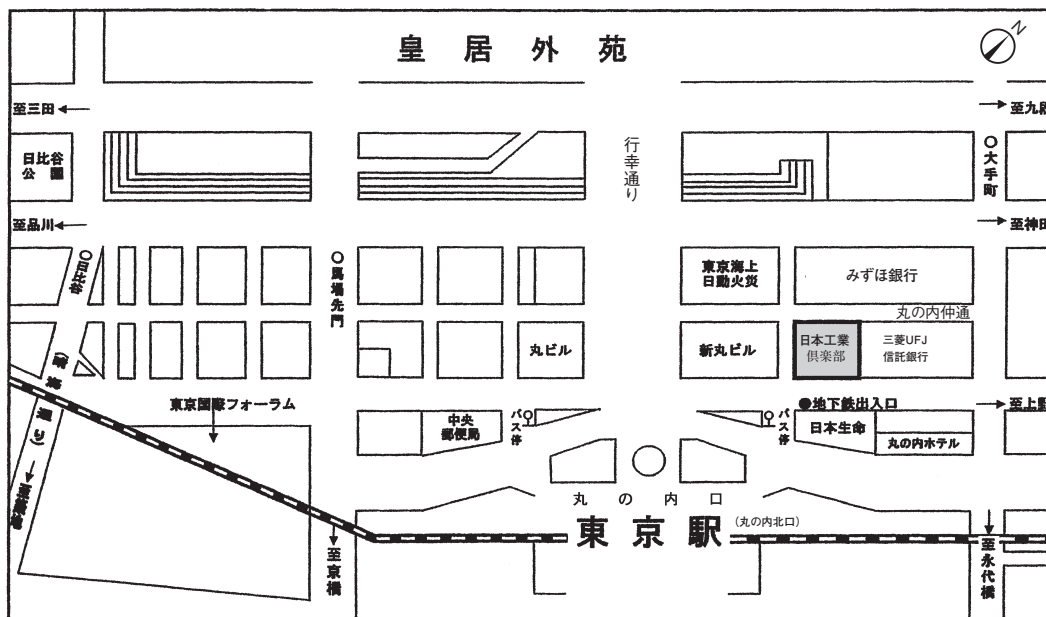 皇居外苑
N
至三田
至九段
日比谷
公園
行幸通り
大手町
至品川
至神田
日比谷
馬場先門
東京海上
日動火災
みずほ銀行
丸の内仲通
丸ビル
新丸ビル
日本工業
倶楽部
三菱UFJ
信託銀行
東京国際フォーラム
地下鉄出入口
至上野
中央
郵便局
バス停
バス停
日本生命
丸の内ホテル
丸の内口
東京駅
(丸の内北口)
至京橋
至永代橋